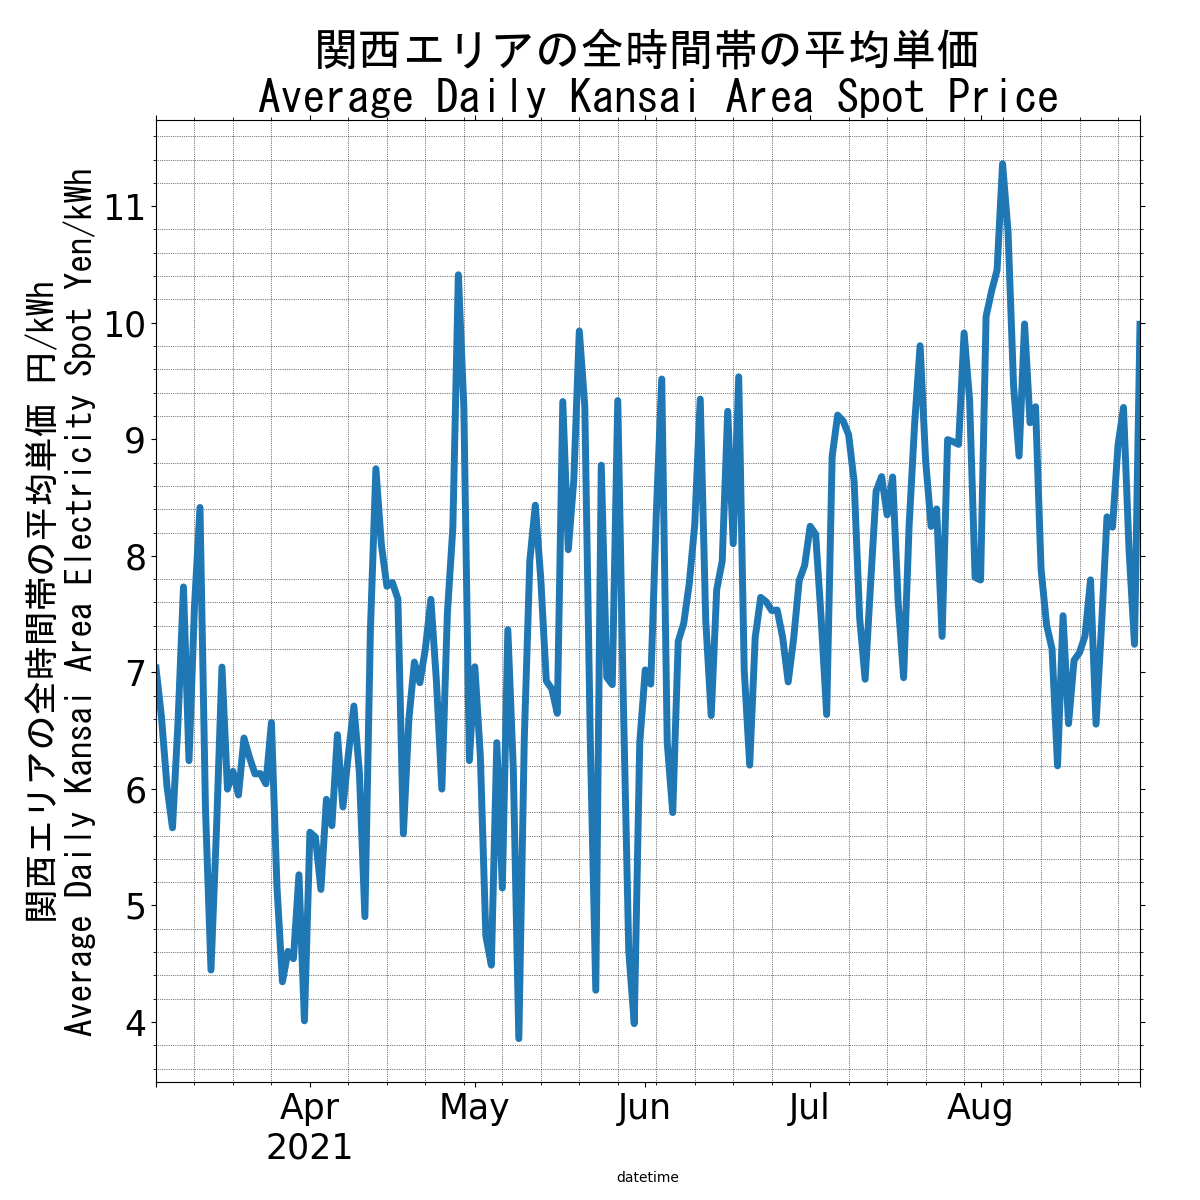 関西エリアの全時間帯の平均単価
Average Daily Kansai Area Spot Price
関西エリアの全時間帯の平均単価 円/kWh
Average Daily Kansai Area Electricity Spot Yen/kWh
11
10
9
8
7
6
5
4
Apr
2021
May
Jun
Jul
Aug
datetime